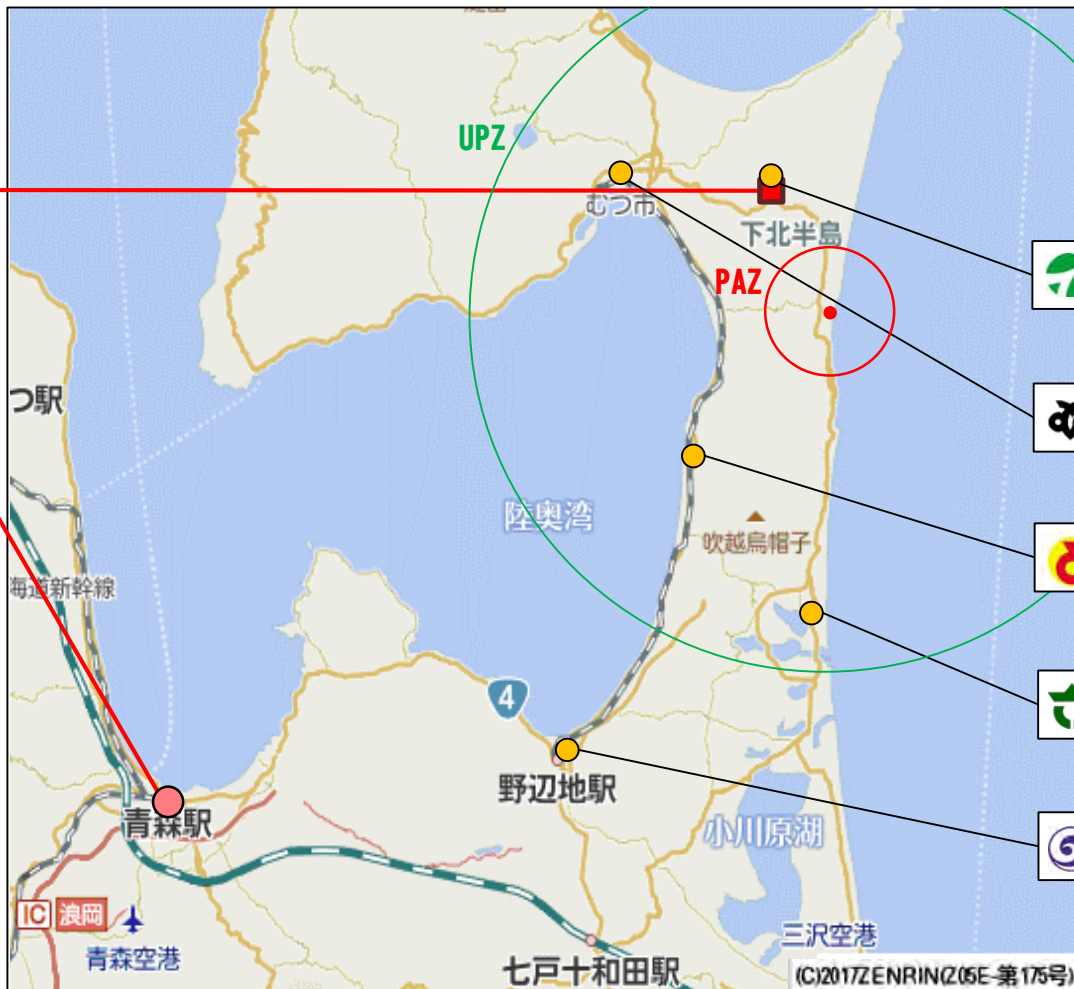 UPZ
むつ市
下北半島
PAZ
つ駅
陸奥湾
吹越烏帽子
海道新幹線
4
野辺地駅
青森駅
小川原湖
IC 浪岡
青森空港
三沢空港
七戸十和田駅
(C)2017ZENRIN(Z05E-第175号)